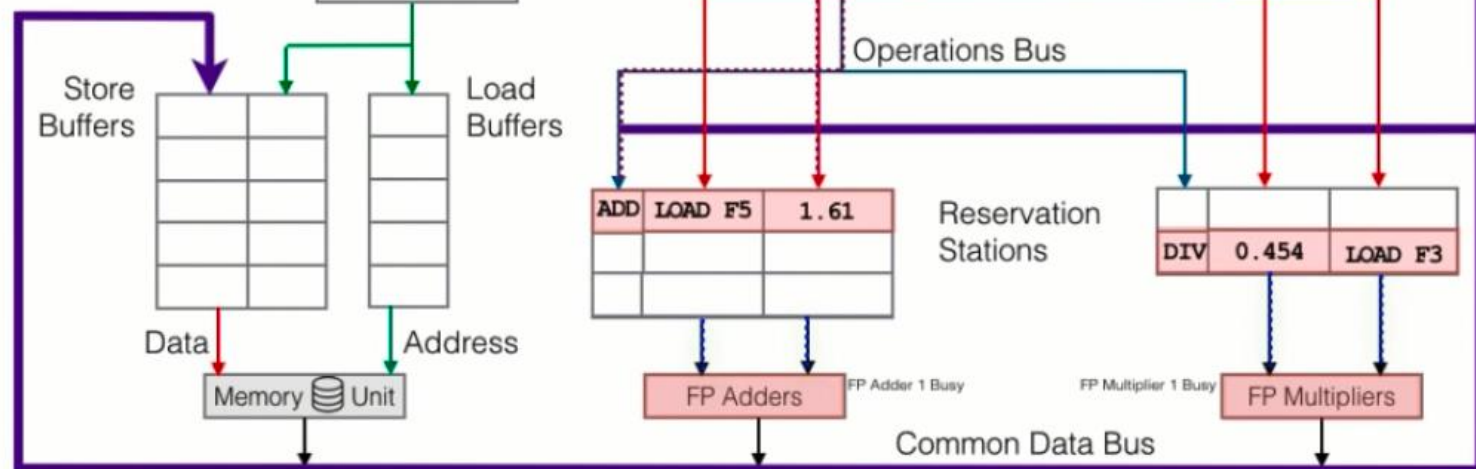 Operations Bus
Store
Buffers
Load
Buffers
ADD LOAD F5 1.61
Reservation
Stations
DIV 0.454 LOAD F3
Data
Address
Memory Unit
FP Adders
FP Adder 1 Busy
FP Multiplier 1 Busy
FP Multipliers
Common Data Bus